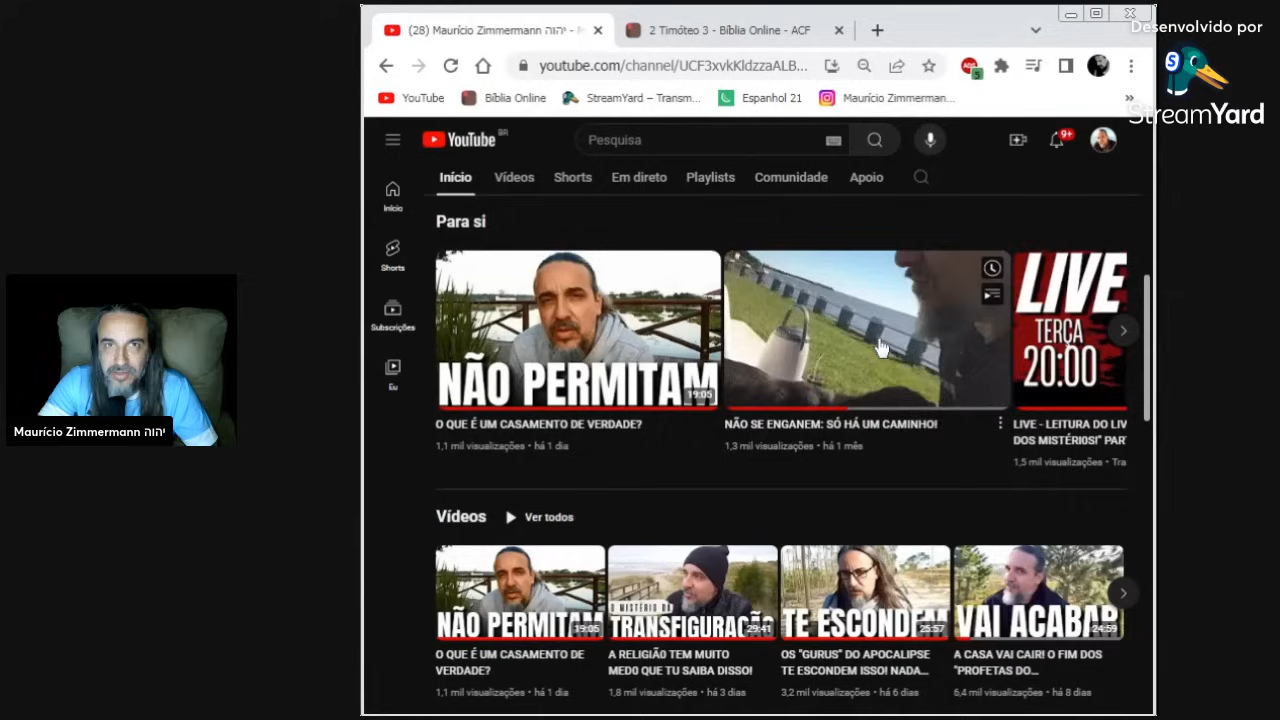 (28) Maurício Zimmermann יהוה -
2 Timóteo 3 - Bíblia Online - ACF
Desenvolvido por
StreamYard
youtube.com/channel/UCF3xvkKldzzaALB...
YouTube
Bíblia Online
StreamYard – Transm...
Espanhol 21
Maurício Zimmerman...
»
YouTube BR
Pesquisa
9+
Início
Vídeos
Shorts
Em direto
Playlists
Comunidade
Apoio
Início
Shorts
Subscrições
Eu
Para si
NÃO PERMITAM
19:05
O QUE É UM CASAMENTO DE VERDADE?
1,1 mil visualizações • há 1 dia
NÃO SE ENGANEM: SÓ HÁ UM CAMINHO!
1,3 mil visualizações • há 1 mês
LIVE
TERÇA
20:00
LIVE - LEITURA DO LIV
DOS MISTÉRI0S!" PART
1,5 mil visualizações • Tra
Vídeos
Ver todos
NÃO PERMITAM
19:05
O QUE É UM CASAMENTO DE
VERDADE?
1,1 mil visualizações • há 1 dia
O MISTÉRIO DA
TRANSFIGURAÇÃO
29:41
A RELIGIÃO TEM MUITO
MED0 QUE TU SAIBA DISSO!
1,8 mil visualizações • há 3 dias
TE ESCONDEM
25:57
OS "GURUS" DO APOCALIPSE
TE ESCONDEM ISSO! NADA...
3,2 mil visualizações • há 6 dias
VAI ACABAR
24:59
A CASA VAI CAIR! O FIM DOS
"PROFETAS DO...
6,4 mil visualizações • há 8 dias
Maurício Zimmermann יהוה